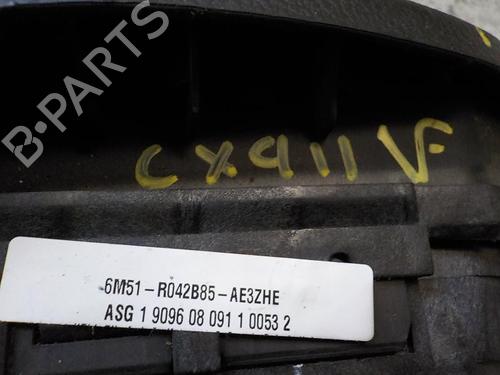 B-PARTS
CX911 VF
6M51-R042B85-AE3ZHE
ASG 1 9096 08 091 1 0053 2